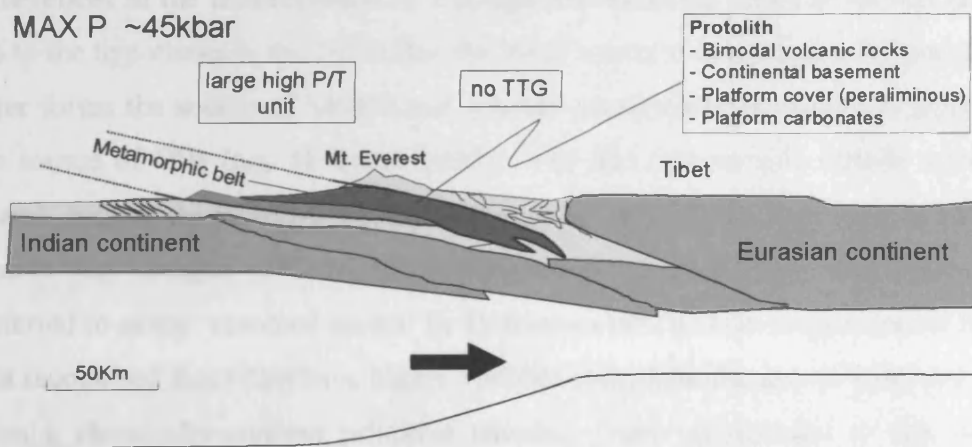 MAX P ~45kbar
large high P/T
unit
no TTG
Protolith
- Bimodal volcanic rocks
- Continental basement
- Platform cover (peraliminous)
- Platform carbonates
Metamorphic belt
Mt. Everest
Tibet
Indian continent
Eurasian continent
50Km